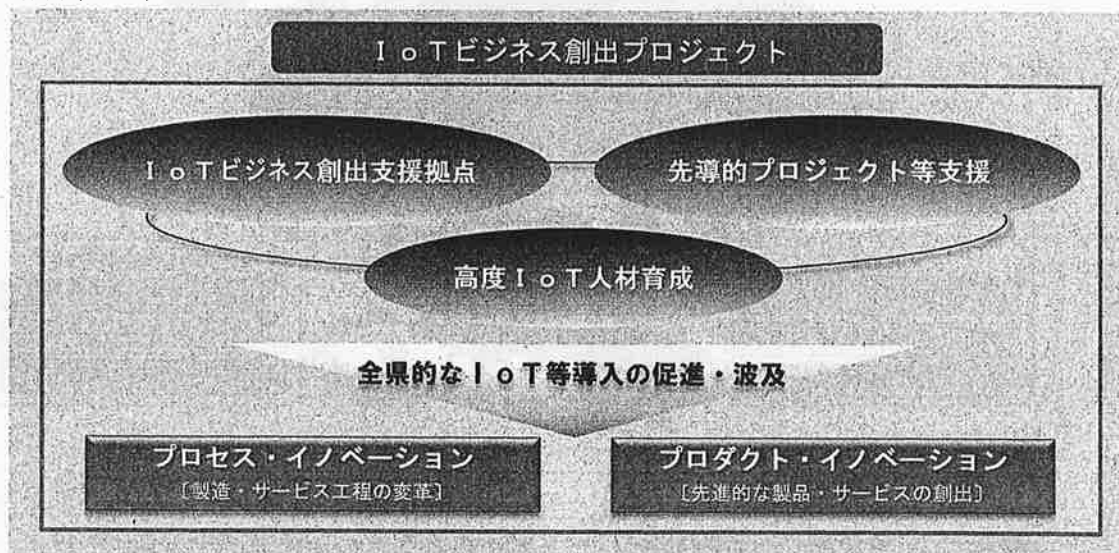 IoTビジネス創出プロジェクト
IoTビジネス創出支援拠点
先導的プロジェクト等支援
高度IoT人材育成
全県的なIoT等導入の促進・波及
プロセス・イノベーション
〔製造・サービス工程の変革〕
プロダクト・イノベーション
〔先進的な製品・サービスの創出〕